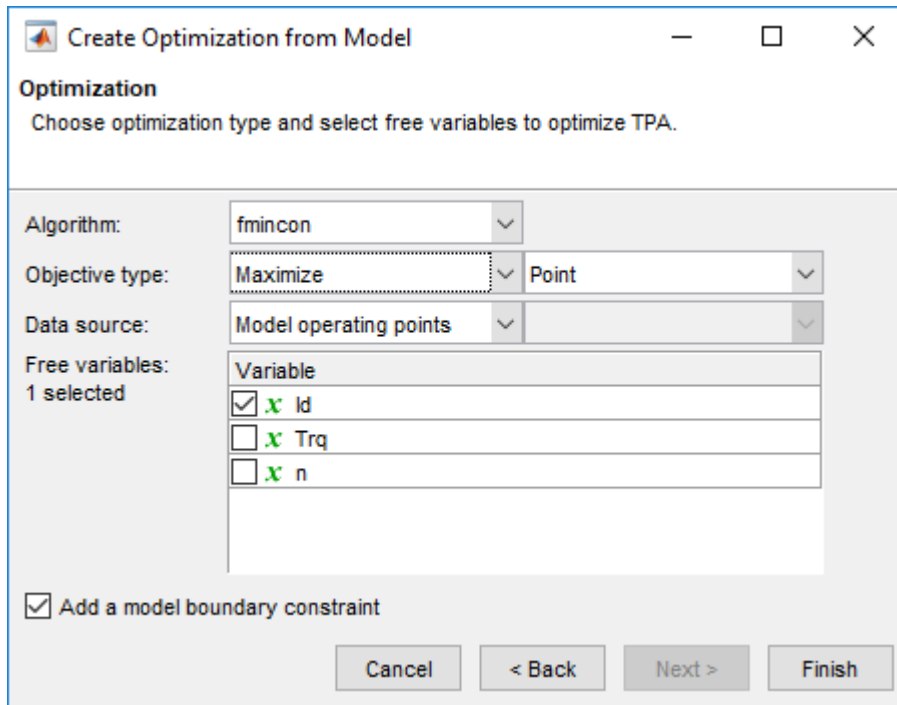 Create Optimization from Model
Optimization
Choose optimization type and select free variables to optimize TPA.
Algorithm: fmincon
Objective type: Maximize Point
Data source: Model operating points
Free variables:
1 selected
Variable
x Id
x Trq
x n
Add a model boundary constraint
Cancel < Back Next > Finish